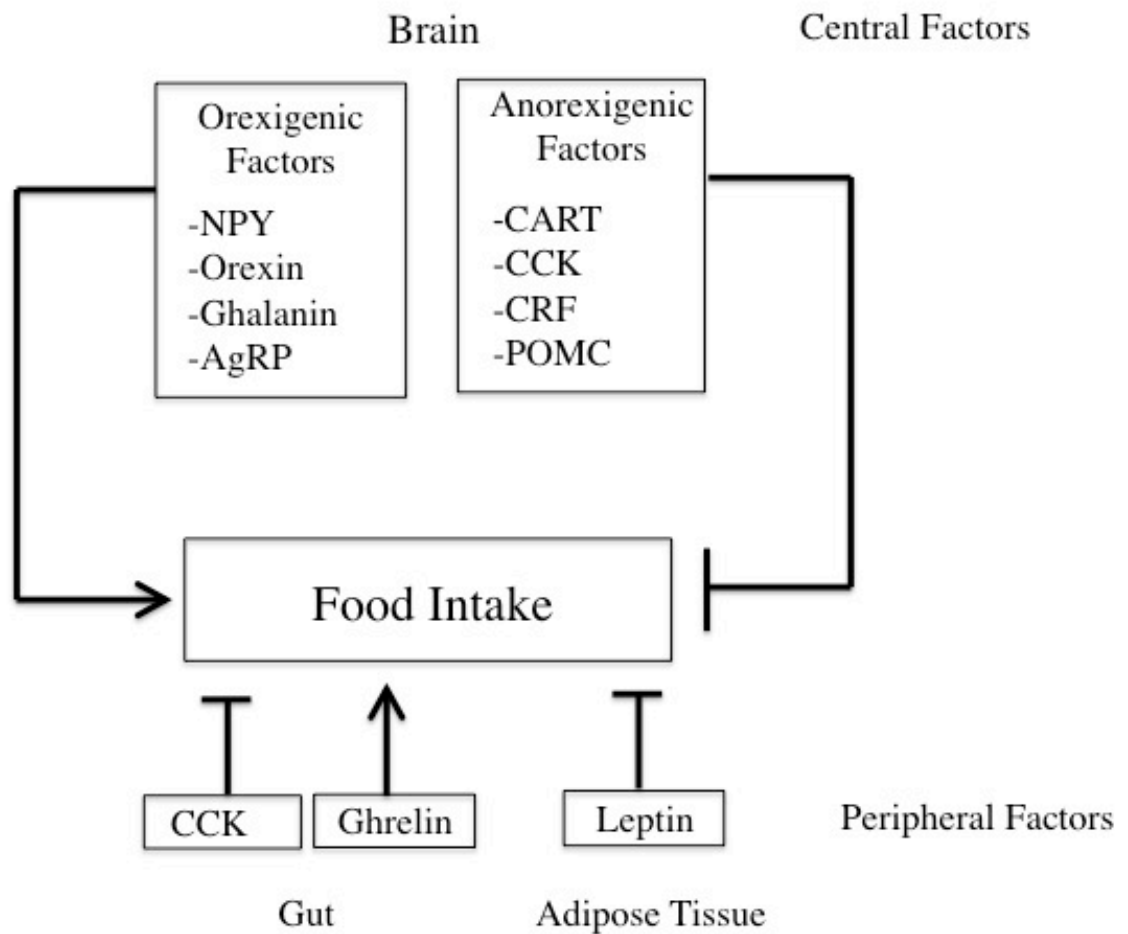 Brain
Central Factors
Orexigenic
Factors
-NPY
-Orexin
-Ghalanin
-AgRP
Anorexigenic
Factors
-CART
-CCK
-CRF
-POMC
Food Intake
CCK
Ghrelin
Leptin
Peripheral Factors
Gut
Adipose Tissue